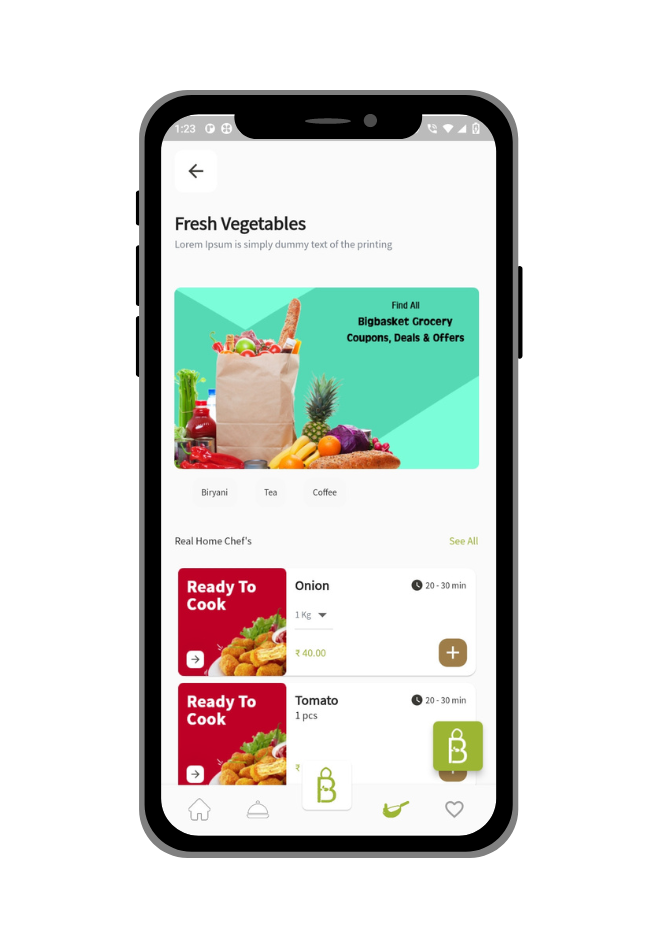 1:23
Fresh Vegetables
Lorem Ipsum is simply dummy text of the printing
Find All
Bigbasket Grocery
Coupons, Deals & Offers
Biryani Tea Coffee
Real Home Chef's See All
Ready To
Cook
Onion 20 - 30 min
1 Kg
₹ 40.00
Ready To
Cook
Tomato 20 - 30 min
1 pcs
₹
B
B